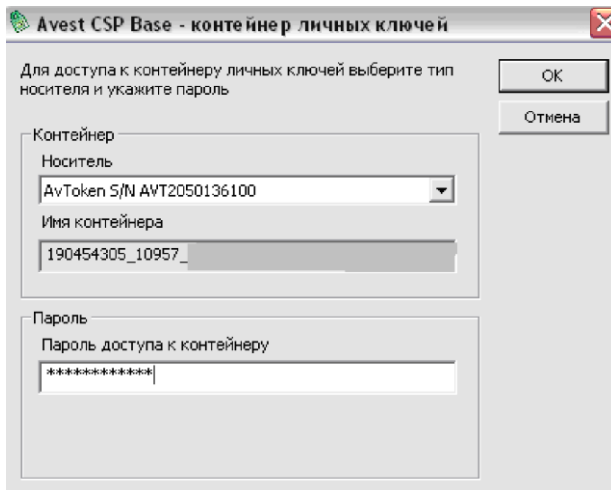 Avest CSP Base - контейнер личных ключей
Для доступа к контейнеру личных ключей выберите тип
носителя и укажите пароль
OK
Отмена
Контейнер
Носитель
AvToken S/N AVT2050136100
Имя контейнера
190454305_10957_
Пароль
Пароль доступа к контейнеру
************